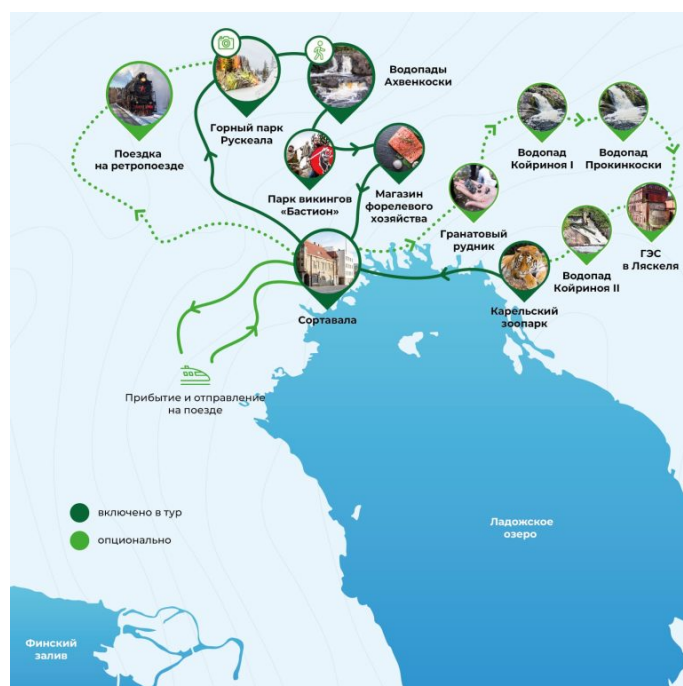 Водопады
Ахвенкоски
Горный парк
Рускеала
Поездка
на ретропоезде
Водопад
Койриноя I
Водопад
Прокинкоски
Парк викингов
«Бастион»
Магазин
форелевого
хозяйства
Гранатовый
рудник
ГЭС
в Ляскеля
Водопад
Койриноя II
Карельский
зоопарк
Сортавала
Прибытие и отправление
на поезде
включено в тур
опционально
Ладожское
озеро
Финский
залив